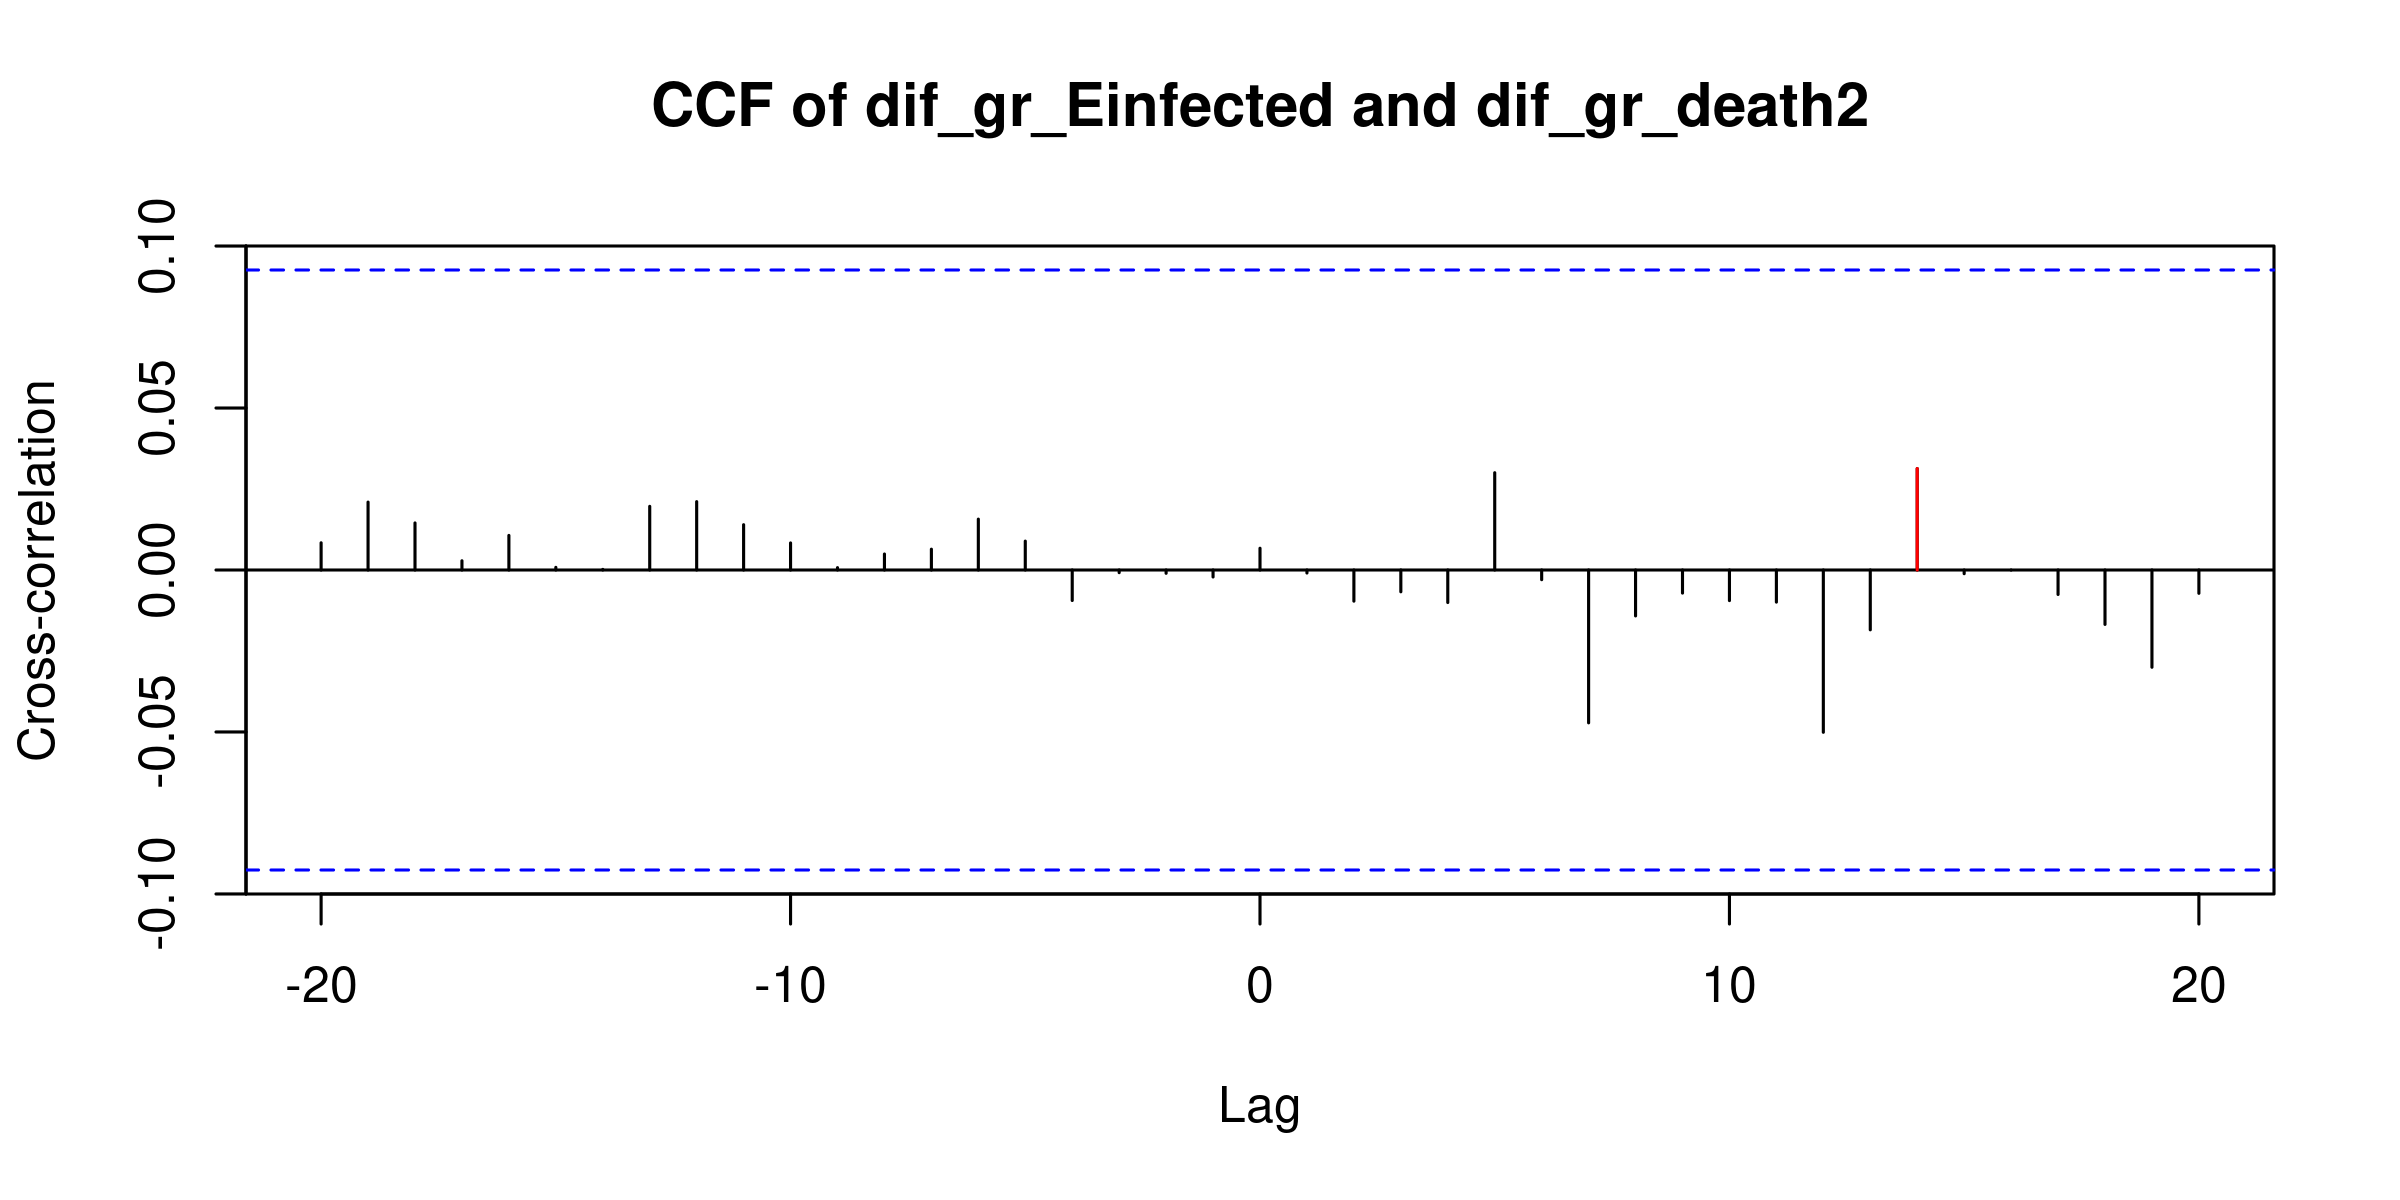 CCF of dif_gr_Einfected and dif_gr_death2
Cross-correlation
0.10
0.05
0.00
-0.05
-0.10
-20 -10 0 10 20
Lag